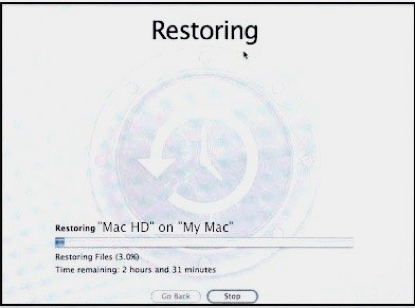 Restoring
Restoring "Mac HD" on "My Mac"
Restoring Files (3.0%)
Time remaining: 2 hours and 31 minutes
Go Back Stop